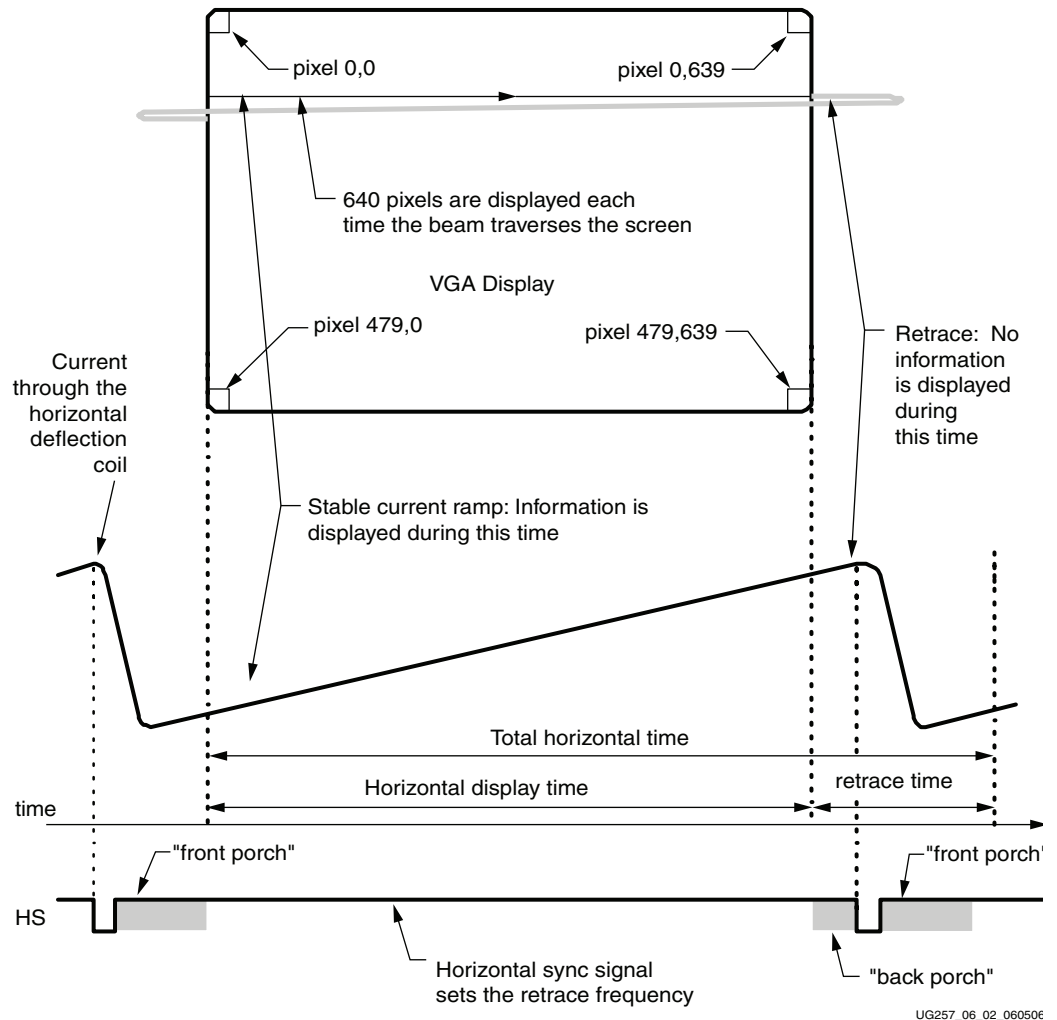 pixel 0,0
pixel 0,639
640 pixels are displayed each
time the beam traverses the screen
VGA Display
pixel 479,0
pixel 479,639
Current
through the
horizontal
deflection
coil
Retrace: No
information
is displayed
during
this time
Stable current ramp: Information is
displayed during this time
Total horizontal time
Horizontal display time
retrace time
time
"front porch"
"front porch"
HS
Horizontal sync signal
sets the retrace frequency
"back porch"
UG257_06_02_060506